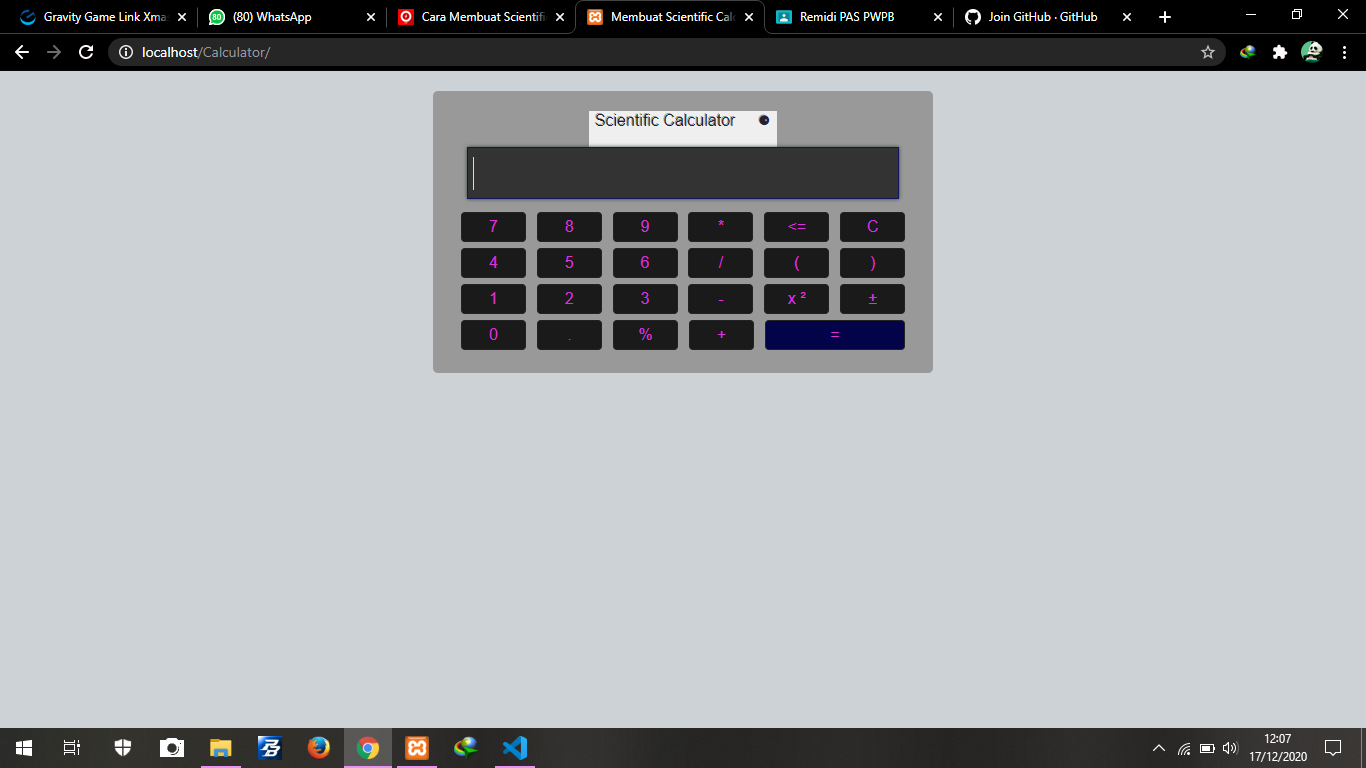 Gravity Game Link Xma
(80) WhatsApp
Cara Membuat Scientifi
Membuat Scientific Cal
Remidi PAS PWPB
Join GitHub · GitHub
localhost/Calculator/
Scientific Calculator
7 8 9 * <= C
4 5 6 / ( )
1 2 3 - x ² ±
0 . % + =
12:07
17/12/2020